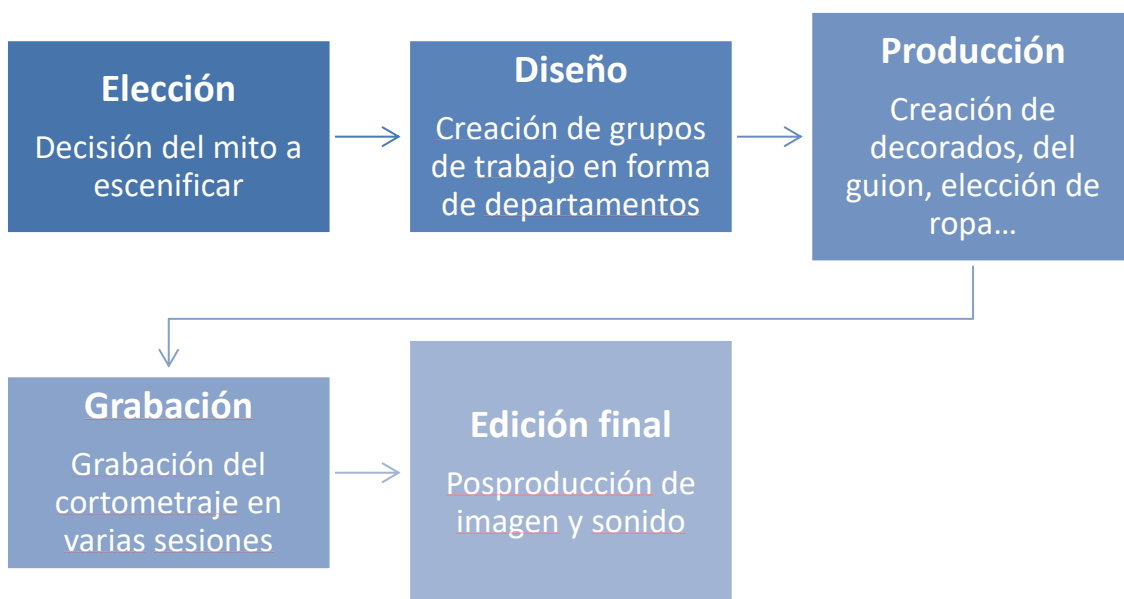 Elección
Decisión del mito a
escenificar
Diseño
Creación de grupos
de trabajo en forma
de departamentos
Producción
Creación de
decorados, del
guion, elección de
ropa…
Grabación
Grabación del
cortometraje en
varias sesiones
Edición final
Posproducción de
imagen y sonido